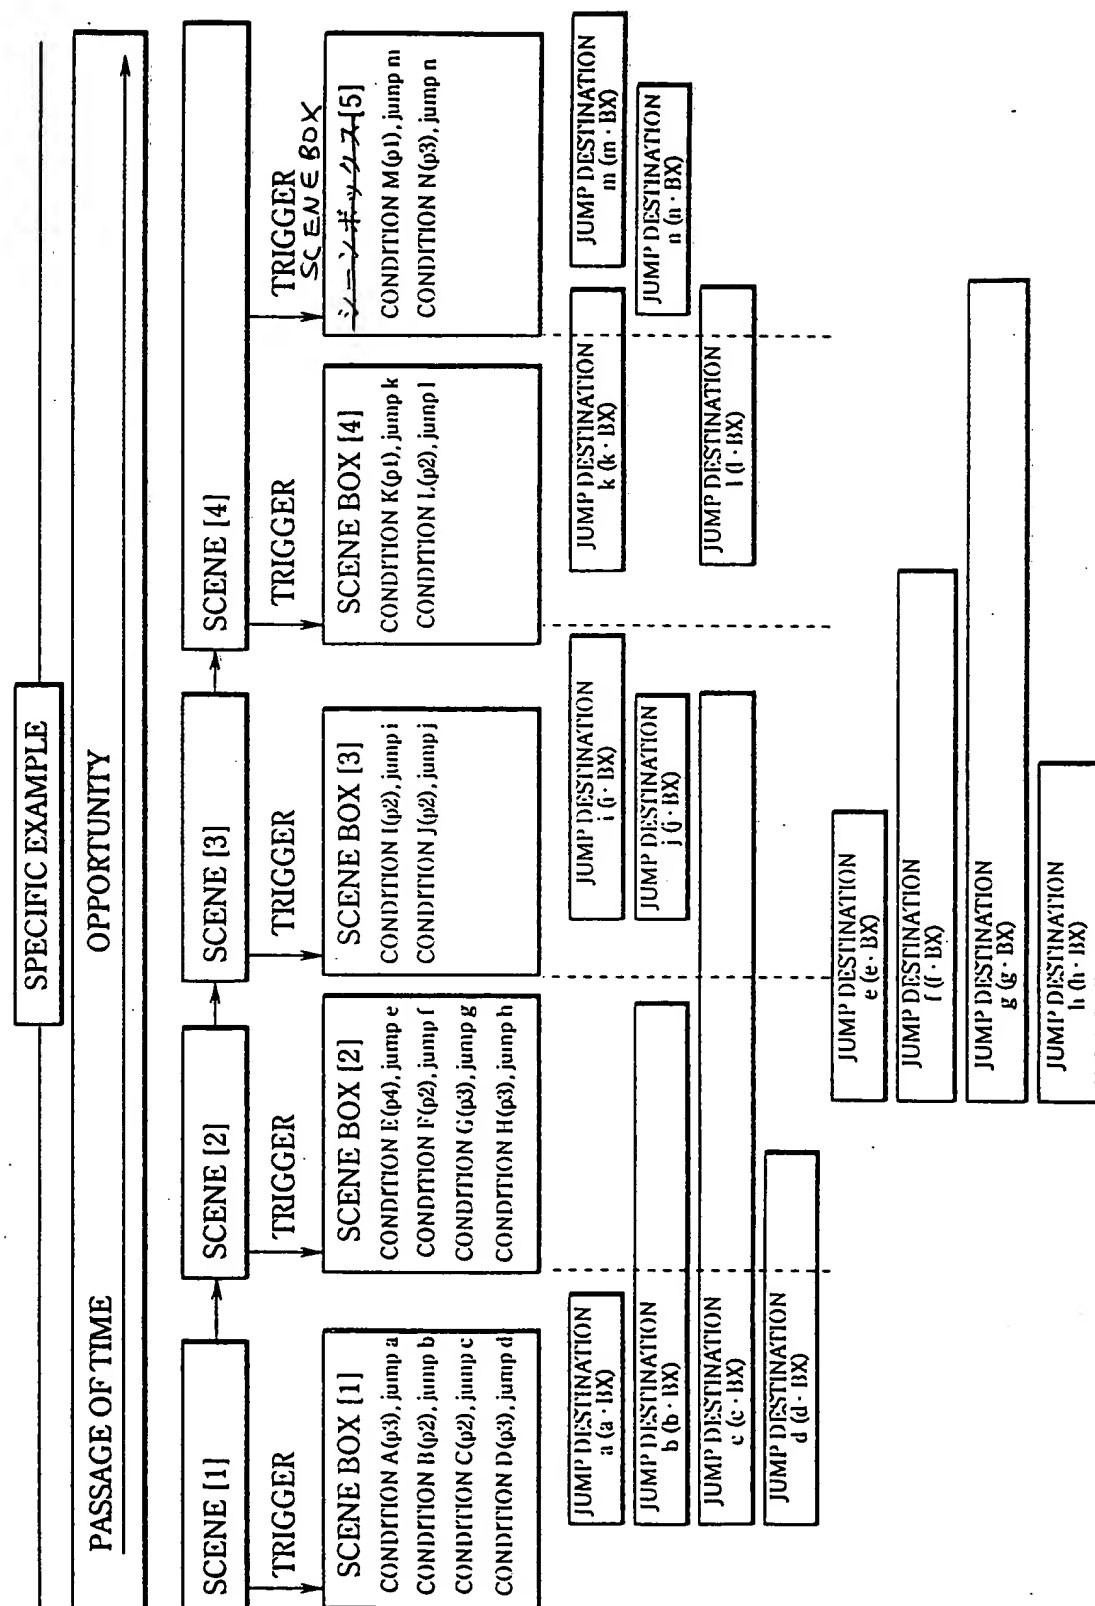 SPECIFIC EXAMPLE
PASSAGE OF TIME
OPPORTUNITY
SCENE [1]
SCENE [2]
SCENE [3]
SCENE [4]
TRIGGER
TRIGGER
TRIGGER
TRIGGER
TRIGGER
SCENE BOX [1]
CONDITION A(p3), jump a
CONDITION B(p2), jump b
CONDITION C(p2), jump c
CONDITION D(p3), jump d
SCENE BOX [2]
CONDITION E(p4), jump e
CONDITION F(p2), jump f
CONDITION G(p3), jump g
CONDITION H(p3), jump h
SCENE BOX [3]
CONDITION I(p2), jump i
CONDITION J(p2), jump j
SCENE BOX [4]
CONDITION K(p1), jump k
CONDITION L(p2), jump l
SCENE BOX
シーンボックス[5]
CONDITION M(p1), jump m
CONDITION N(p3), jump n
JUMP DESTINATION
a (a · BX)
JUMP DESTINATION
b (b · BX)
JUMP DESTINATION
c (c · BX)
JUMP DESTINATION
d (d · BX)
JUMP DESTINATION
e (e · BX)
JUMP DESTINATION
f (f · BX)
JUMP DESTINATION
g (g · BX)
JUMP DESTINATION
h (h · BX)
JUMP DESTINATION
i (i · BX)
JUMP DESTINATION
j (j · BX)
JUMP DESTINATION
k (k · BX)
JUMP DESTINATION
l (l · BX)
JUMP DESTINATION
m (m · BX)
JUMP DESTINATION
n (n · BX)